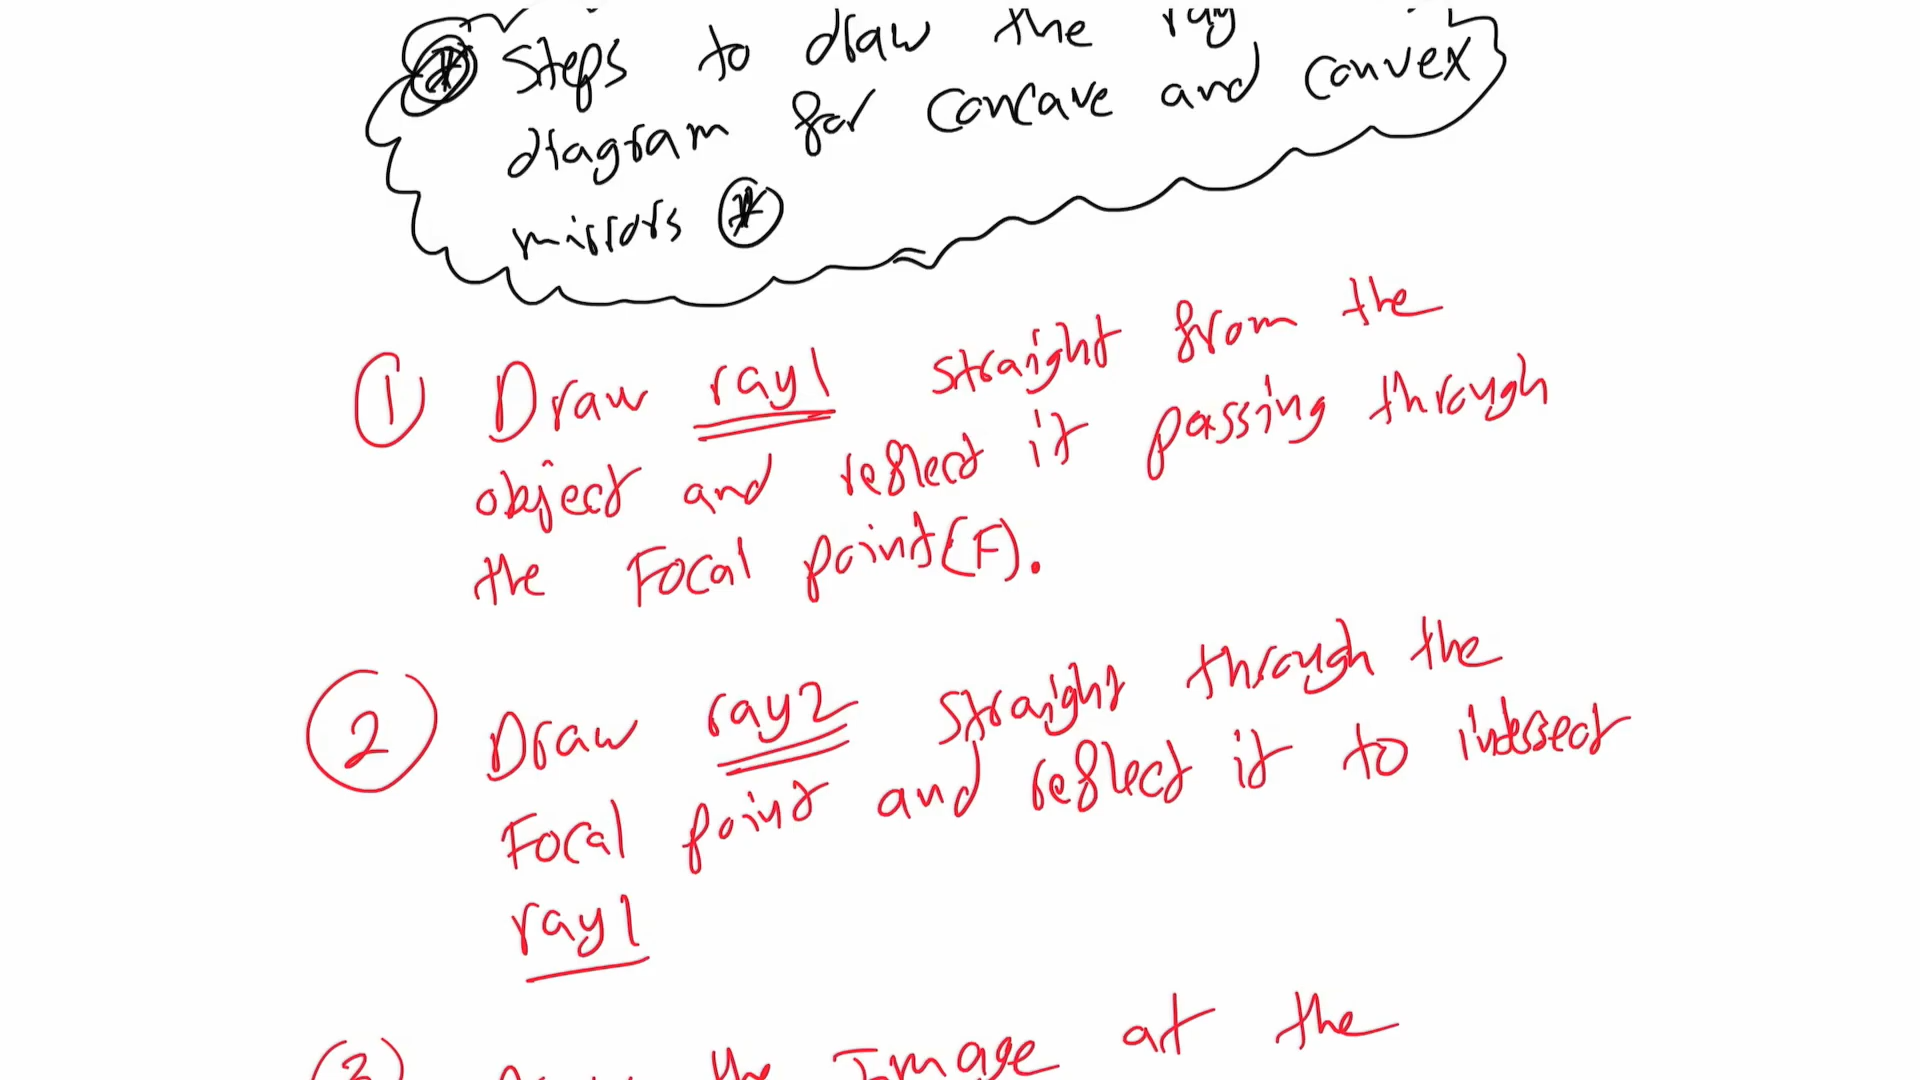 * Steps to draw the ray
diagram for concave and convex
mirrors *
1 Draw ray1 straight from the
object and reflect it passing through
the Focal point(F).
2 Draw ray2 straight through the
Focal point and reflect it to intersect
ray1
3 the Image at the